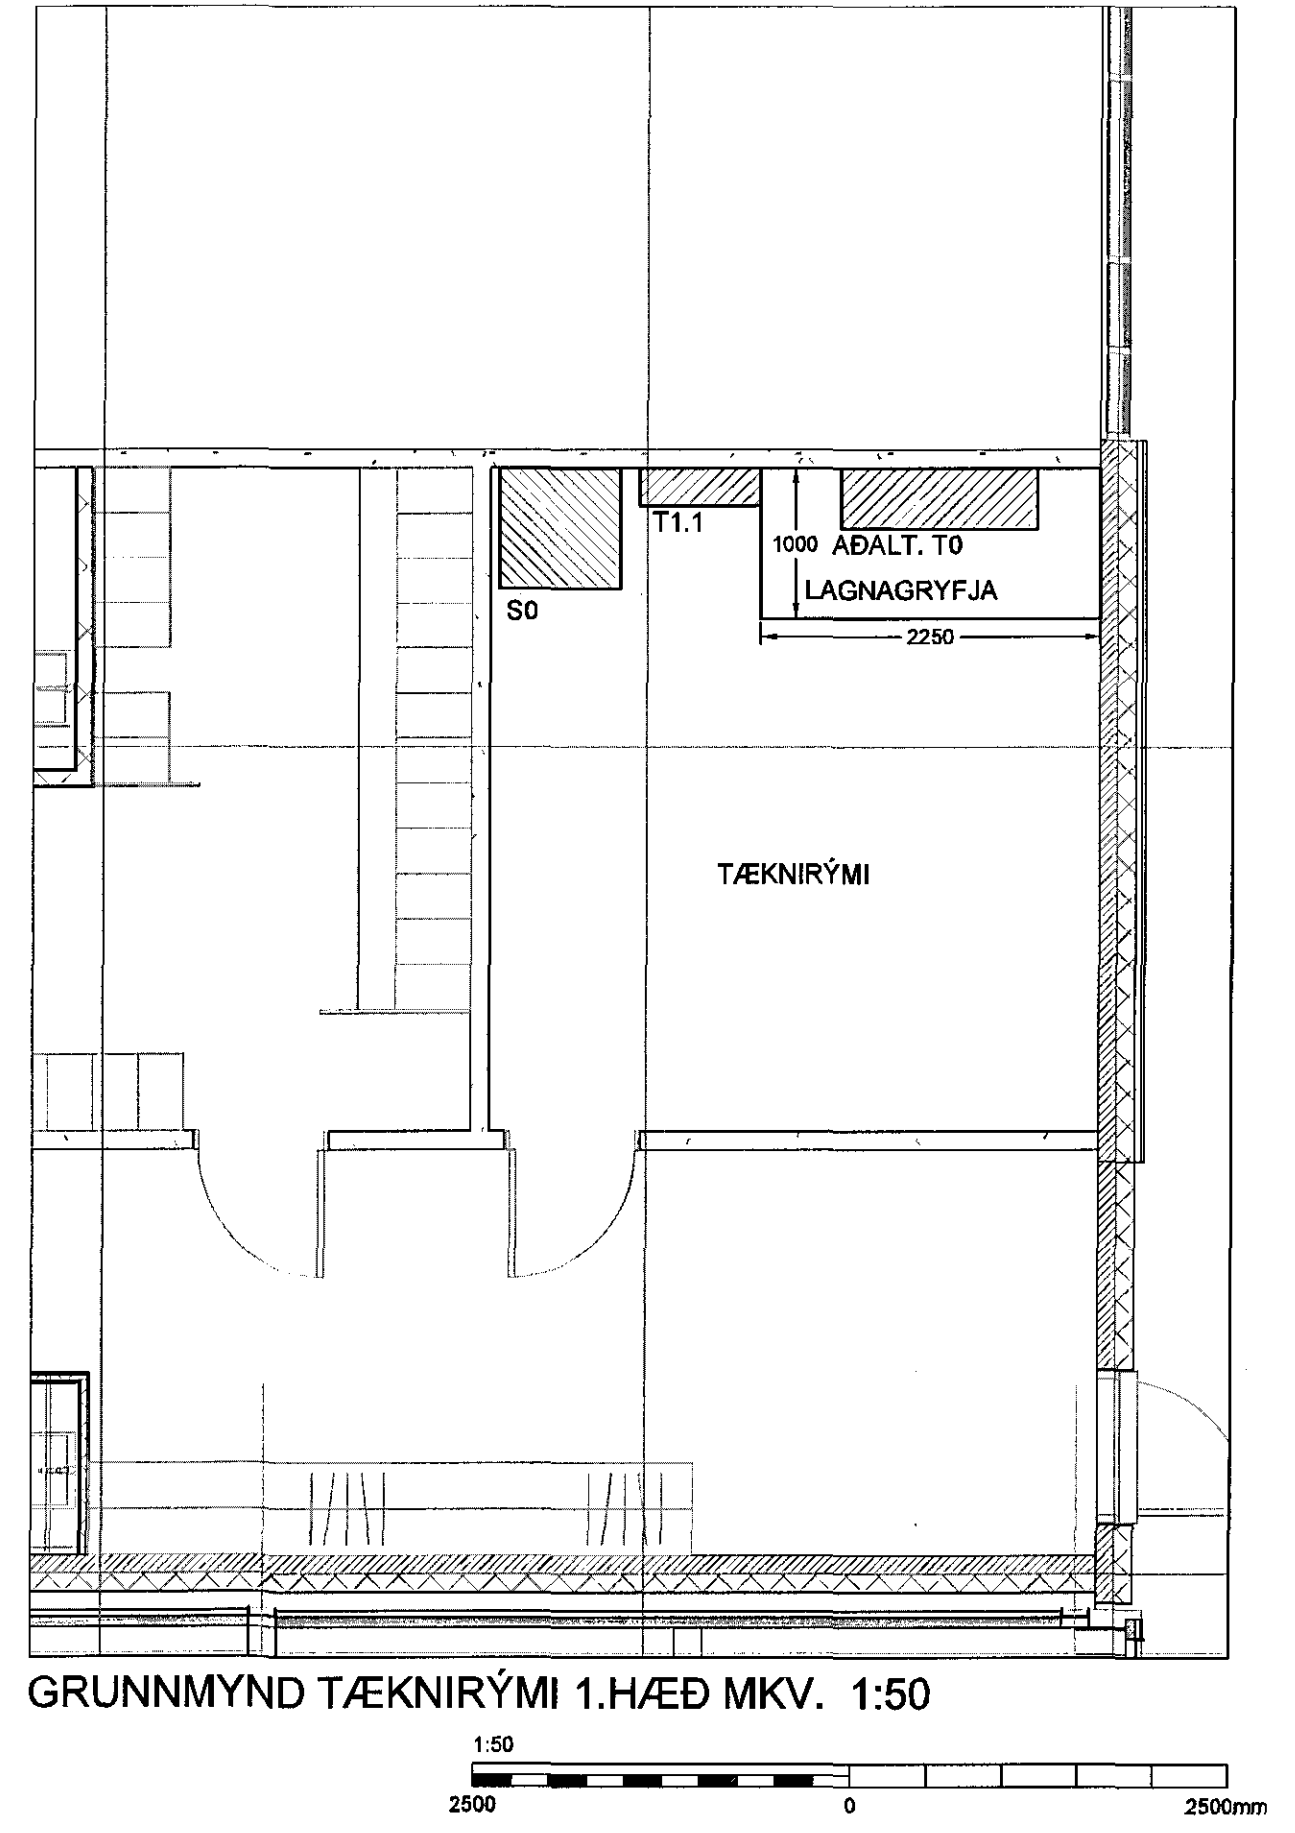 T1.1
1000 AÐALT. T0
LAGNAGRYFJA
S0
2250
TÆKNIRÝMI
GRUNNMYND TÆKNIRÝMI 1.HÆÐ MKV. 1:50
1:50
2500 0 2500mm